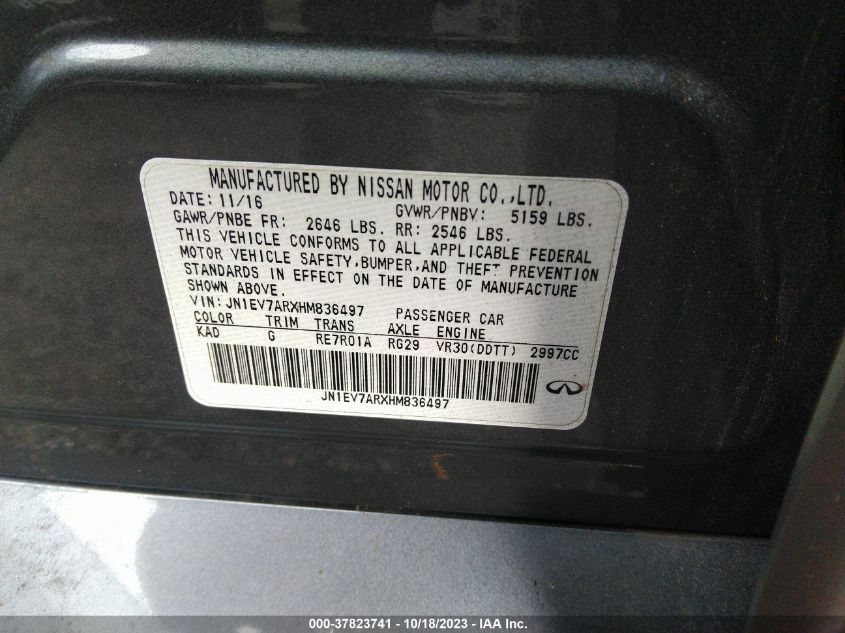 MANUFACTURED BY NISSAN MOTOR CO.,LTD.
DATE: 11/16 GVWR/PNBV: 5159 LBS.
GAWR/PNBE FR: 2646 LBS. RR: 2546 LBS.
THIS VEHICLE CONFORMS TO ALL APPLICABLE FEDERAL
MOTOR VEHICLE SAFETY,BUMPER,AND THEFT PREVENTION
STANDARDS IN EFFECT ON THE DATE OF MANUFACTURE
SHOWN ABOVE.
VIN: JN1EV7ARXHM836497 PASSENGER CAR
COLOR TRIM TRANS AXLE ENGINE
KAD G RE7R01A RG29 VR30(DDTT) 2997CC
JN1EV7ARXHM836497
000-37823741 - 10/18/2023 - IAA Inc.